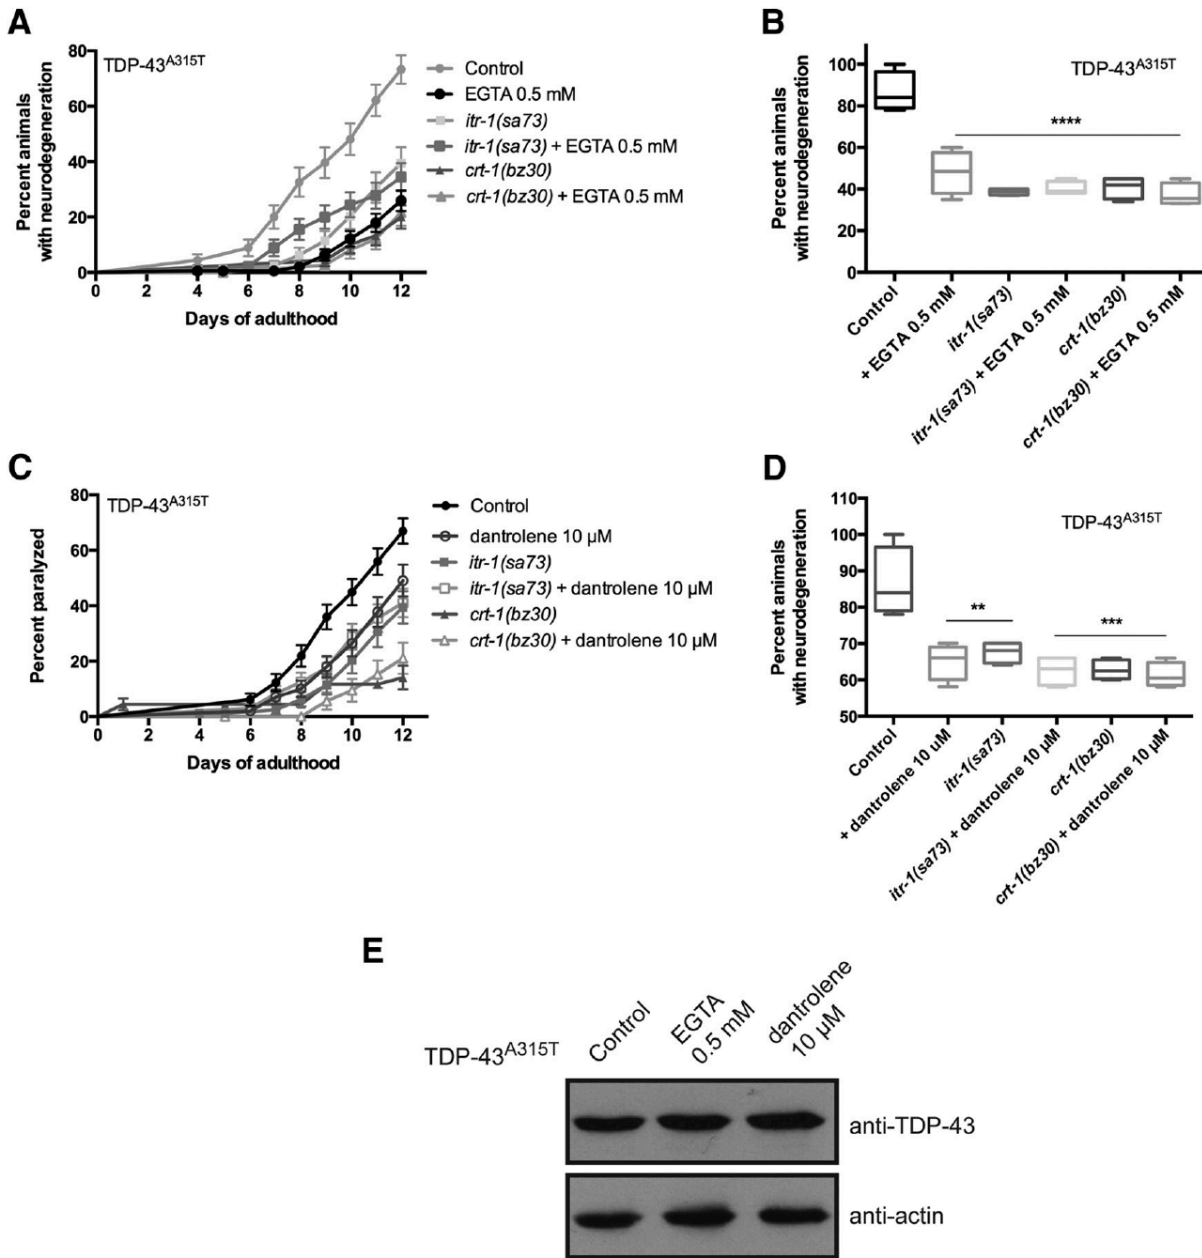 A
Percent animals
with neurodegeneration
80
60
40
20
0
TDP-43A315T
Control
EGTA 0.5 mM
itr-1(sa73)
itr-1(sa73) + EGTA 0.5 mM
crt-1(bz30)
crt-1(bz30) + EGTA 0.5 mM
0 2 4 6 8 10 12
Days of adulthood
B
Percent animals
with neurodegeneration
100
80
60
40
20
0
TDP-43A315T
****
Control
+ EGTA 0.5 mM
itr-1(sa73)
itr-1(sa73) + EGTA 0.5 mM
crt-1(bz30)
crt-1(bz30) + EGTA 0.5 mM
C
Percent paralyzed
80
60
40
20
0
TDP-43A315T
Control
dantrolene 10 µM
itr-1(sa73)
itr-1(sa73) + dantrolene 10 µM
crt-1(bz30)
crt-1(bz30) + dantrolene 10 µM
0 2 4 6 8 10 12
Days of adulthood
D
Percent animals
with neurodegeneration
110
100
90
80
70
60
50
TDP-43A315T
**
***
Control
+ dantrolene 10 uM
itr-1(sa73)
itr-1(sa73) + dantrolene 10 µM
crt-1(bz30)
crt-1(bz30) + dantrolene 10 µM
E
TDP-43A315T
Control
EGTA
0.5 mM
dantrolene
10 µM
anti-TDP-43
anti-actin